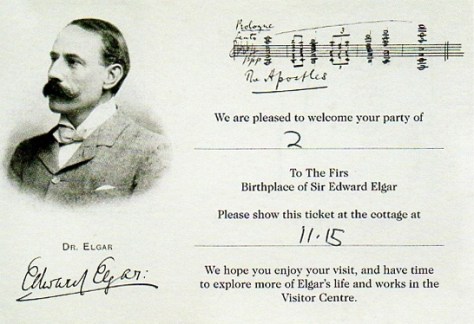 Prologue
Lento
ppp
The Apostles
We are pleased to welcome your party of
2
To The Firs
Birthplace of Sir Edward Elgar
Please show this ticket at the cottage at
11.15
We hope you enjoy your visit, and have time
to explore more of Elgar's life and works in the
Visitor Centre.
DR. ELGAR
Edward Elgar: